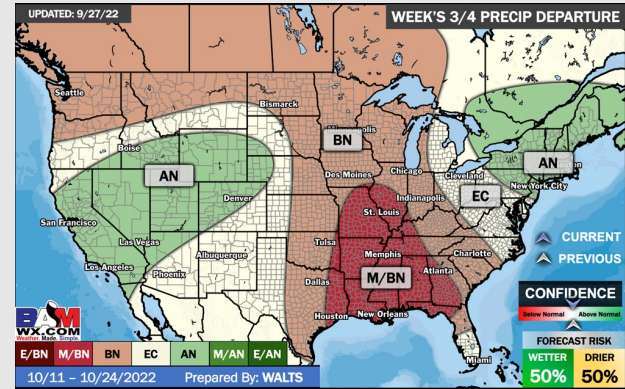 UPDATED: 9/27/22
WEEK'S 3/4 PRECIP DEPARTURE
Seattle
Bismarck
BN
Boise
AN
Des Moines
Chicago
Cleveland
AN
New York City
Denver
Indianapolis
EC
San Francisco
St. Louis
Las Vegas
Tulsa
CURRENT
Los Angeles
Albuquerque
Memphis
Charlotte
PREVIOUS
Phoenix
Dallas
M/BN
Atlanta
Houston
New Orleans
CONFIDENCE
Below Normal
Above Normal
BAM
WX.COM
Weather. Made. Simple.
Miami
FORECAST RISK
E/BN M/BN BN EC AN M/AN E/AN
WETTER
50%
DRIER
50%
10/11 – 10/24/2022 Prepared By: WALTS